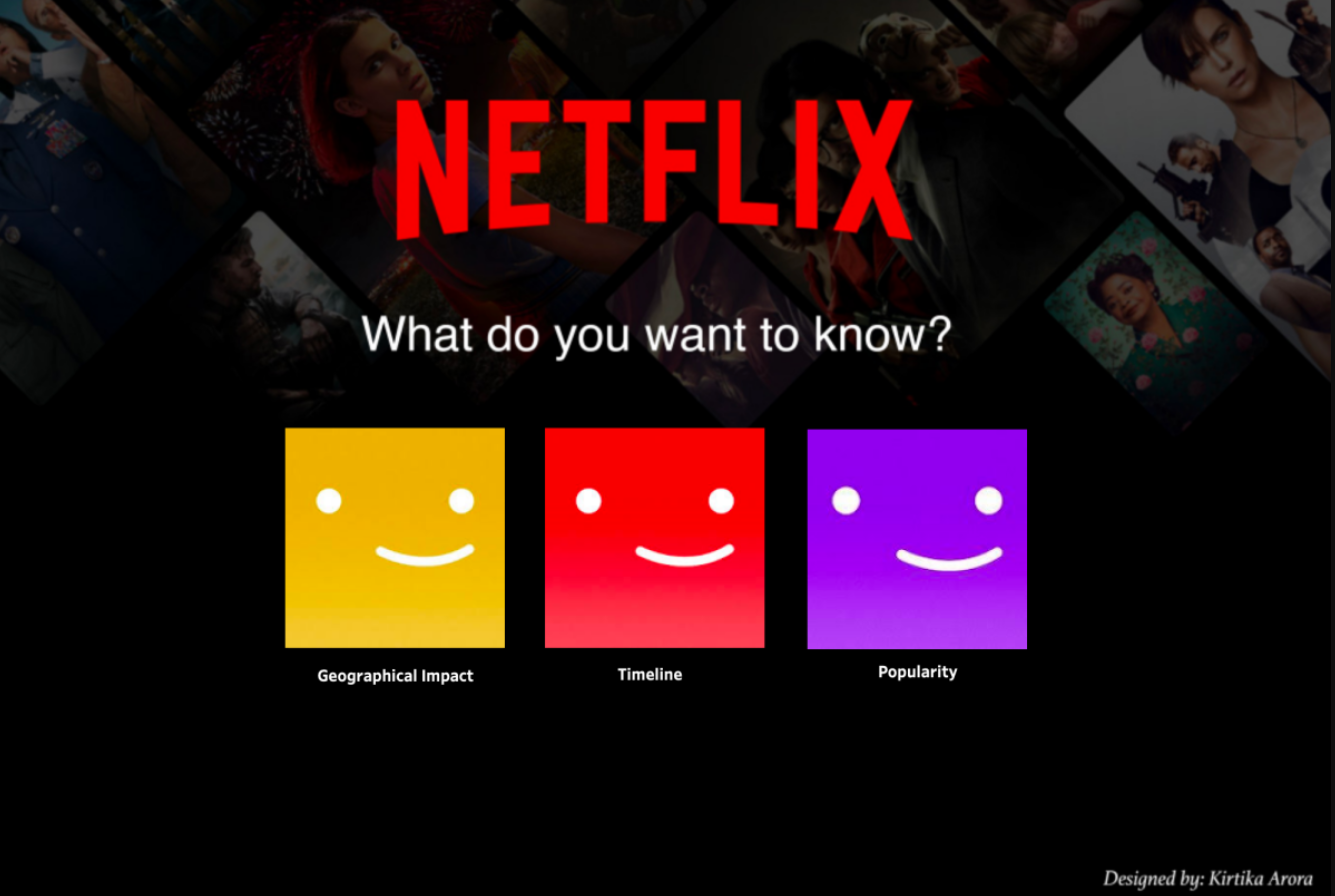 NETFLIX
What do you want to know?
Geographical Impact
Timeline
Popularity
Designed by: Kirtika Arora